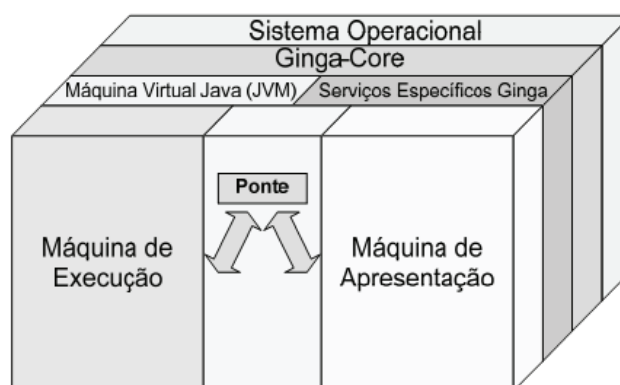 Sistema Operacional
Ginga-Core
Máquina Virtual Java (JVM)
Serviços Específicos Ginga
Ponte
Máquina de
Execução
Máquina de
Apresentação